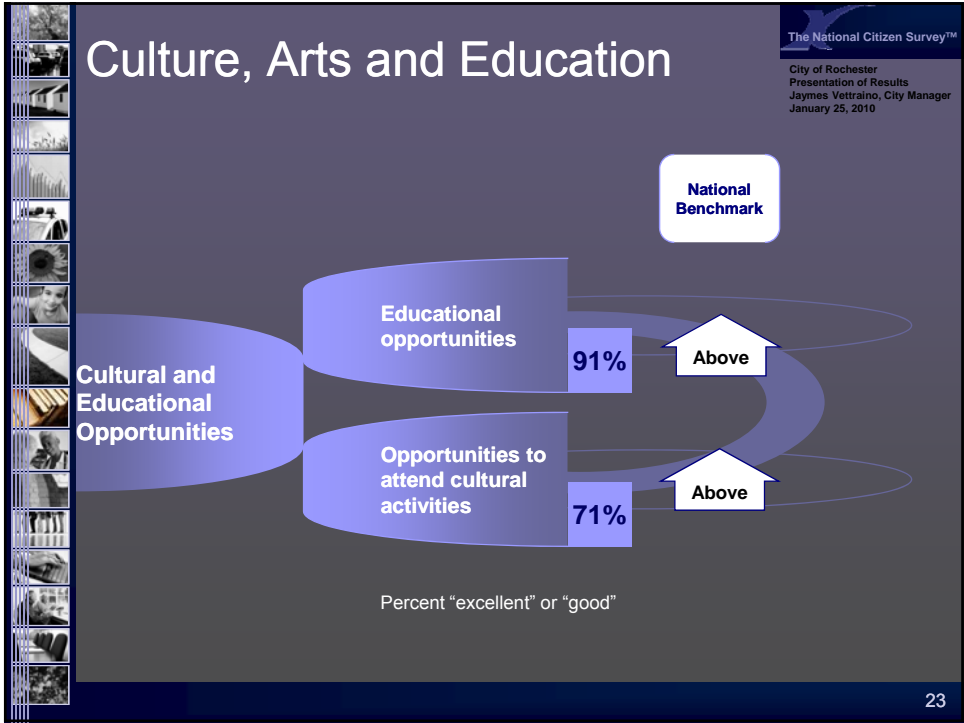 Culture, Arts and Education
The National Citizen Survey™
City of Rochester
Presentation of Results
Jaymes Vettraino, City Manager
January 25, 2010
National
Benchmark
Educational
opportunities
91%
Above
Cultural and
Educational
Opportunities
Opportunities to
attend cultural
activities
71%
Above
Percent “excellent” or “good”
23